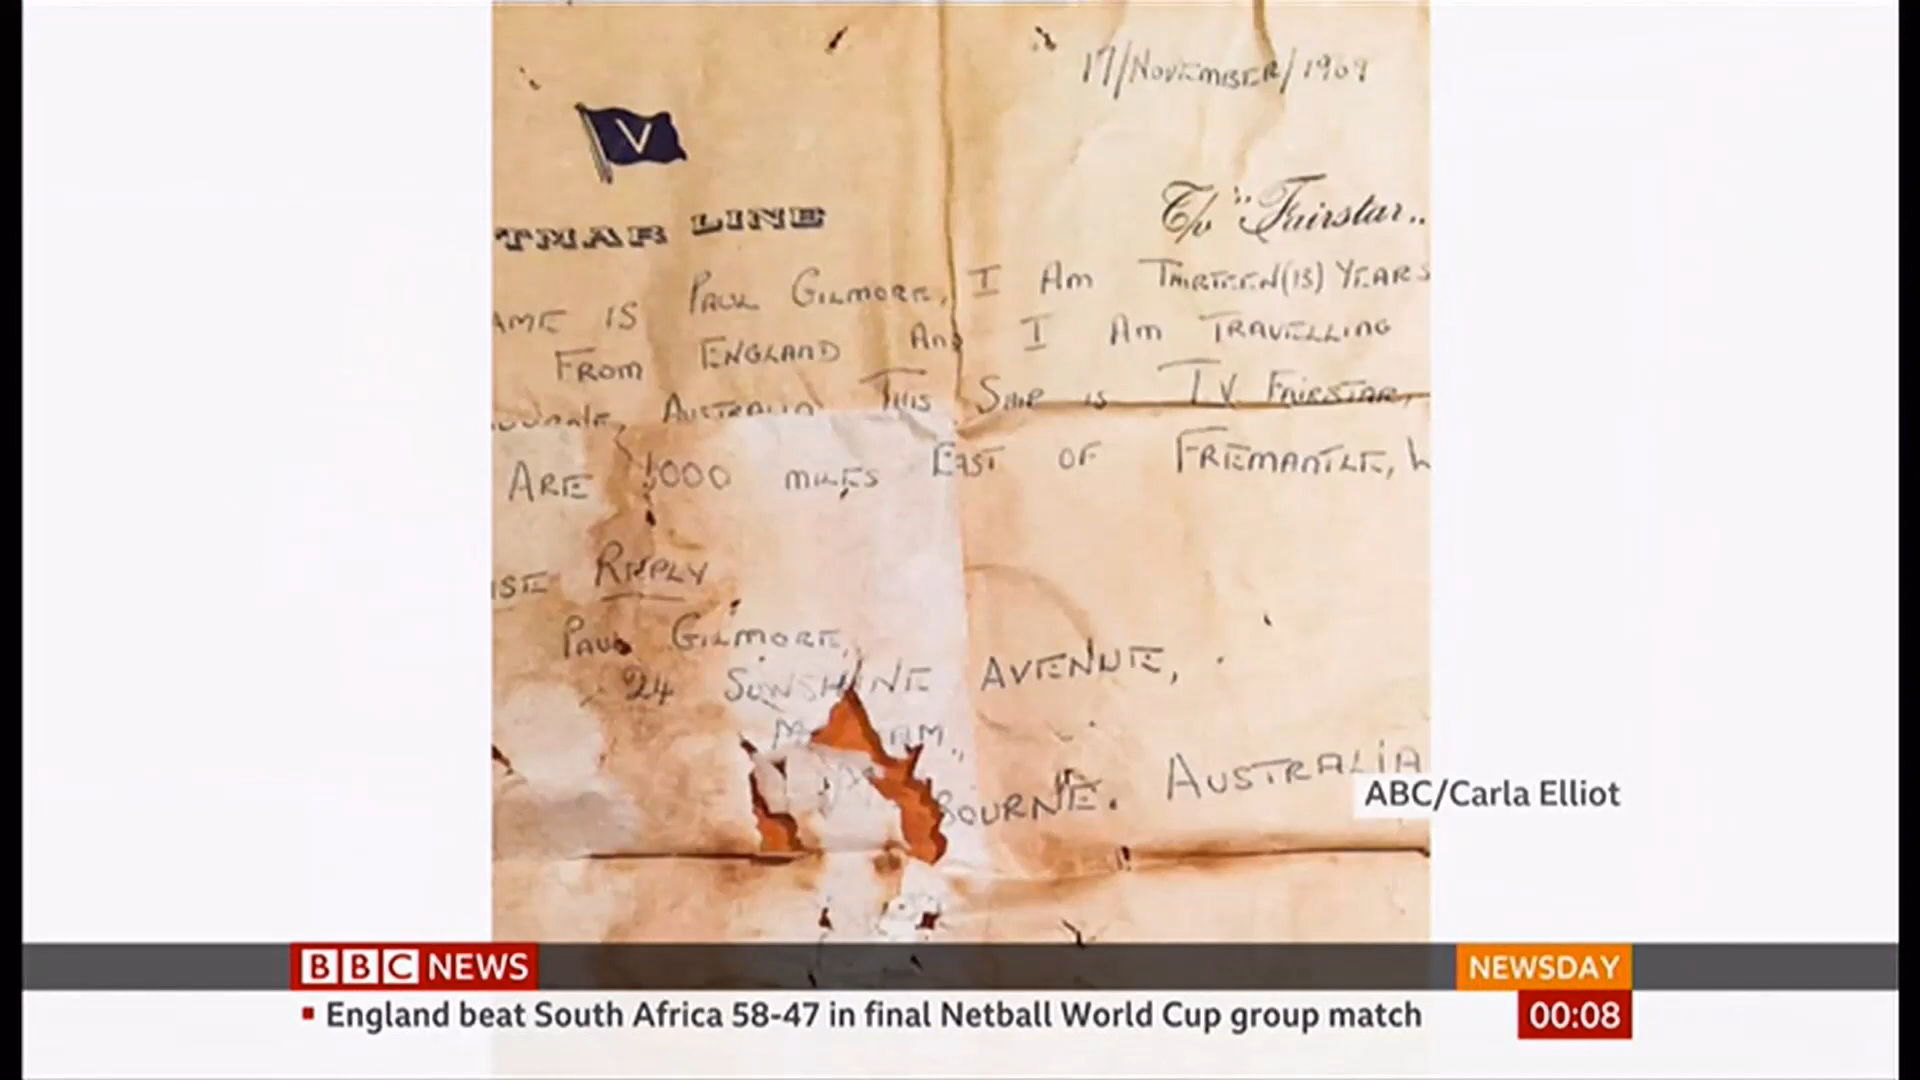 17/NOVEMBER/1969
V
TMAR LINE
T/v "Fairstar"
AME IS PAUL GILMORE, I AM THIRTEEN (13) YEARS
FROM ENGLAND AND I AM TRAVELLING
AUSTRALIA THIS SHIP IS TV FAIRSTAR,
ARE 1000 MILES EAST OF FREMANTLE, W
SE REPLY
PAUL GILMORE,
24 SUNSHINE AVENUE,
BOURNE. AUSTRALIA
ABC/Carla Elliot
BBC NEWS
NEWSDAY
England beat South Africa 58-47 in final Netball World Cup group match
00:08